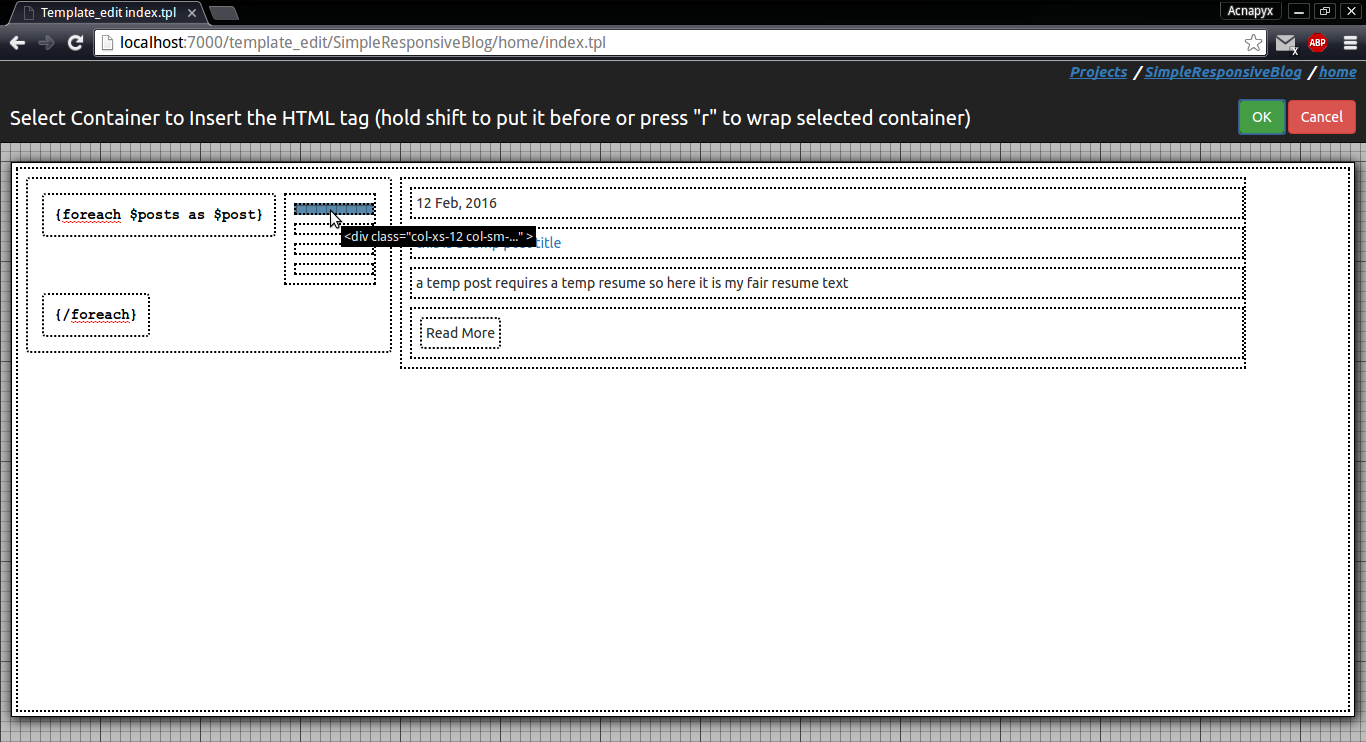 Template_edit index.tpl
Acnapyx
localhost:7000/template_edit/SimpleResponsiveBlog/home/index.tpl
ABP
x
Projects / SimpleResponsiveBlog / home
Select Container to Insert the HTML tag (hold shift to put it before or press "r" to wrap selected container)
OK
Cancel
{foreach $posts as $post}
12 Feb, 2016
<div class="col-xs-12 col-sm-..." >
title
a temp post requires a temp resume so here it is my fair resume text
{/foreach}
Read More